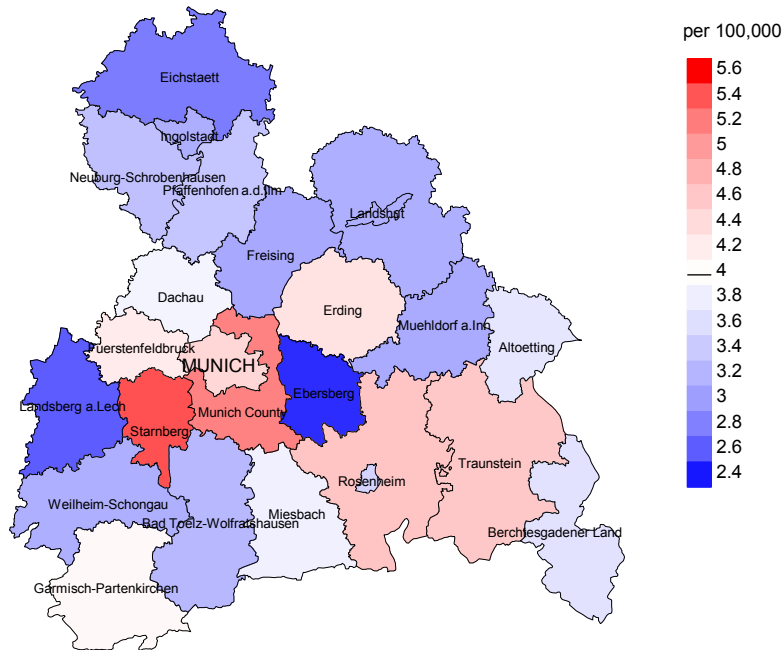 per 100,000
5.6
5.4
5.2
5
4.8
4.6
4.4
4.2
4
3.8
3.6
3.4
3.2
3
2.8
2.6
2.4
Eichstaett
Ingolstadt
Neuburg-Schrobenhausen
Pfaffenhofen a.d.Ilm
Landshst
Freising
Dachau
Erding
Muehldorf a.Inn
Altoetting
Fuerstenfeldbruck
MUNICH
Ebersberg
Landsberg a.Lech
Munich County
Starnberg
Traunstein
Rosenheim
Weilheim-Schongau
Miesbach
Bad Toelz-Wolfratshausen
Berchtesgadener Land
Garmisch-Partenkirchen